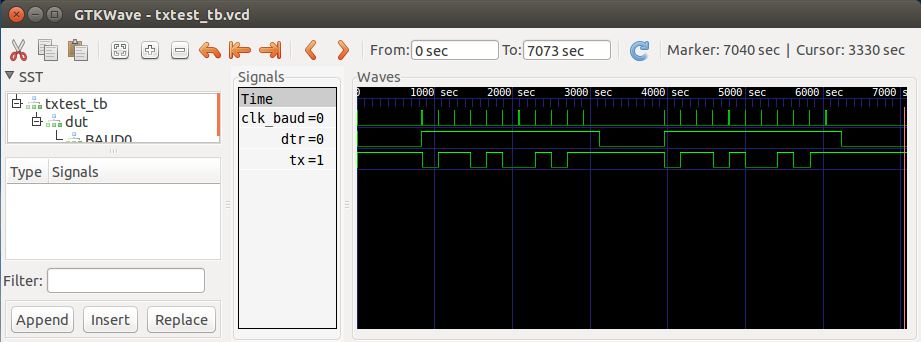 GTKWave - txtest_tb.vcd
From: 0 sec To: 7073 sec Marker: 7040 sec | Cursor: 3330 sec
SST
txtest_tb
dut
BAUD0
Type Signals
Filter:
Append Insert Replace
Signals
Time
clk_baud =0
dtr =0
tx =1
Waves
0 1000 sec 2000 sec 3000 sec 4000 sec 5000 sec 6000 sec 7000 s